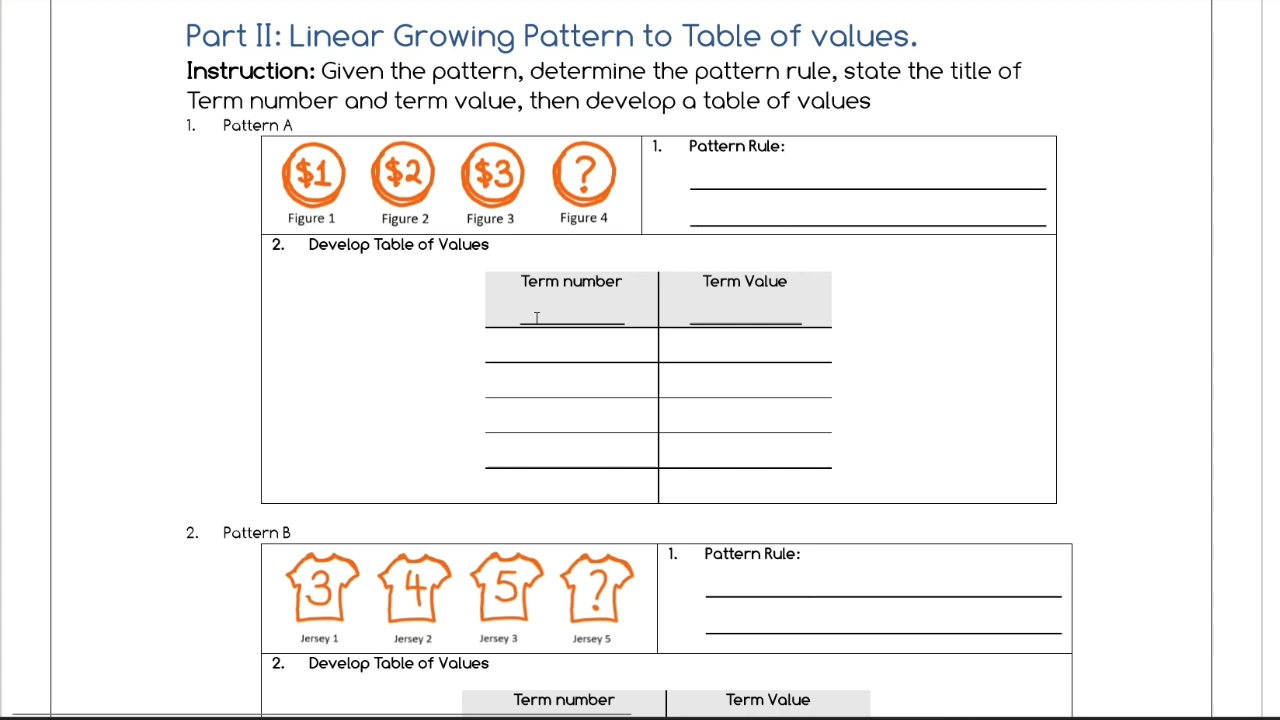 Part II: Linear Growing Pattern to Table of values.
Instruction: Given the pattern, determine the pattern rule, state the title of
Term number and term value, then develop a table of values
1. Pattern A
$1 $2 $3 ?
Figure 1 Figure 2 Figure 3 Figure 4
1. Pattern Rule:
2. Develop Table of Values
Term number Term Value
2. Pattern B
3 4 5 ?
Jersey 1 Jersey 2 Jersey 3 Jersey 5
1. Pattern Rule:
2. Develop Table of Values
Term number Term Value